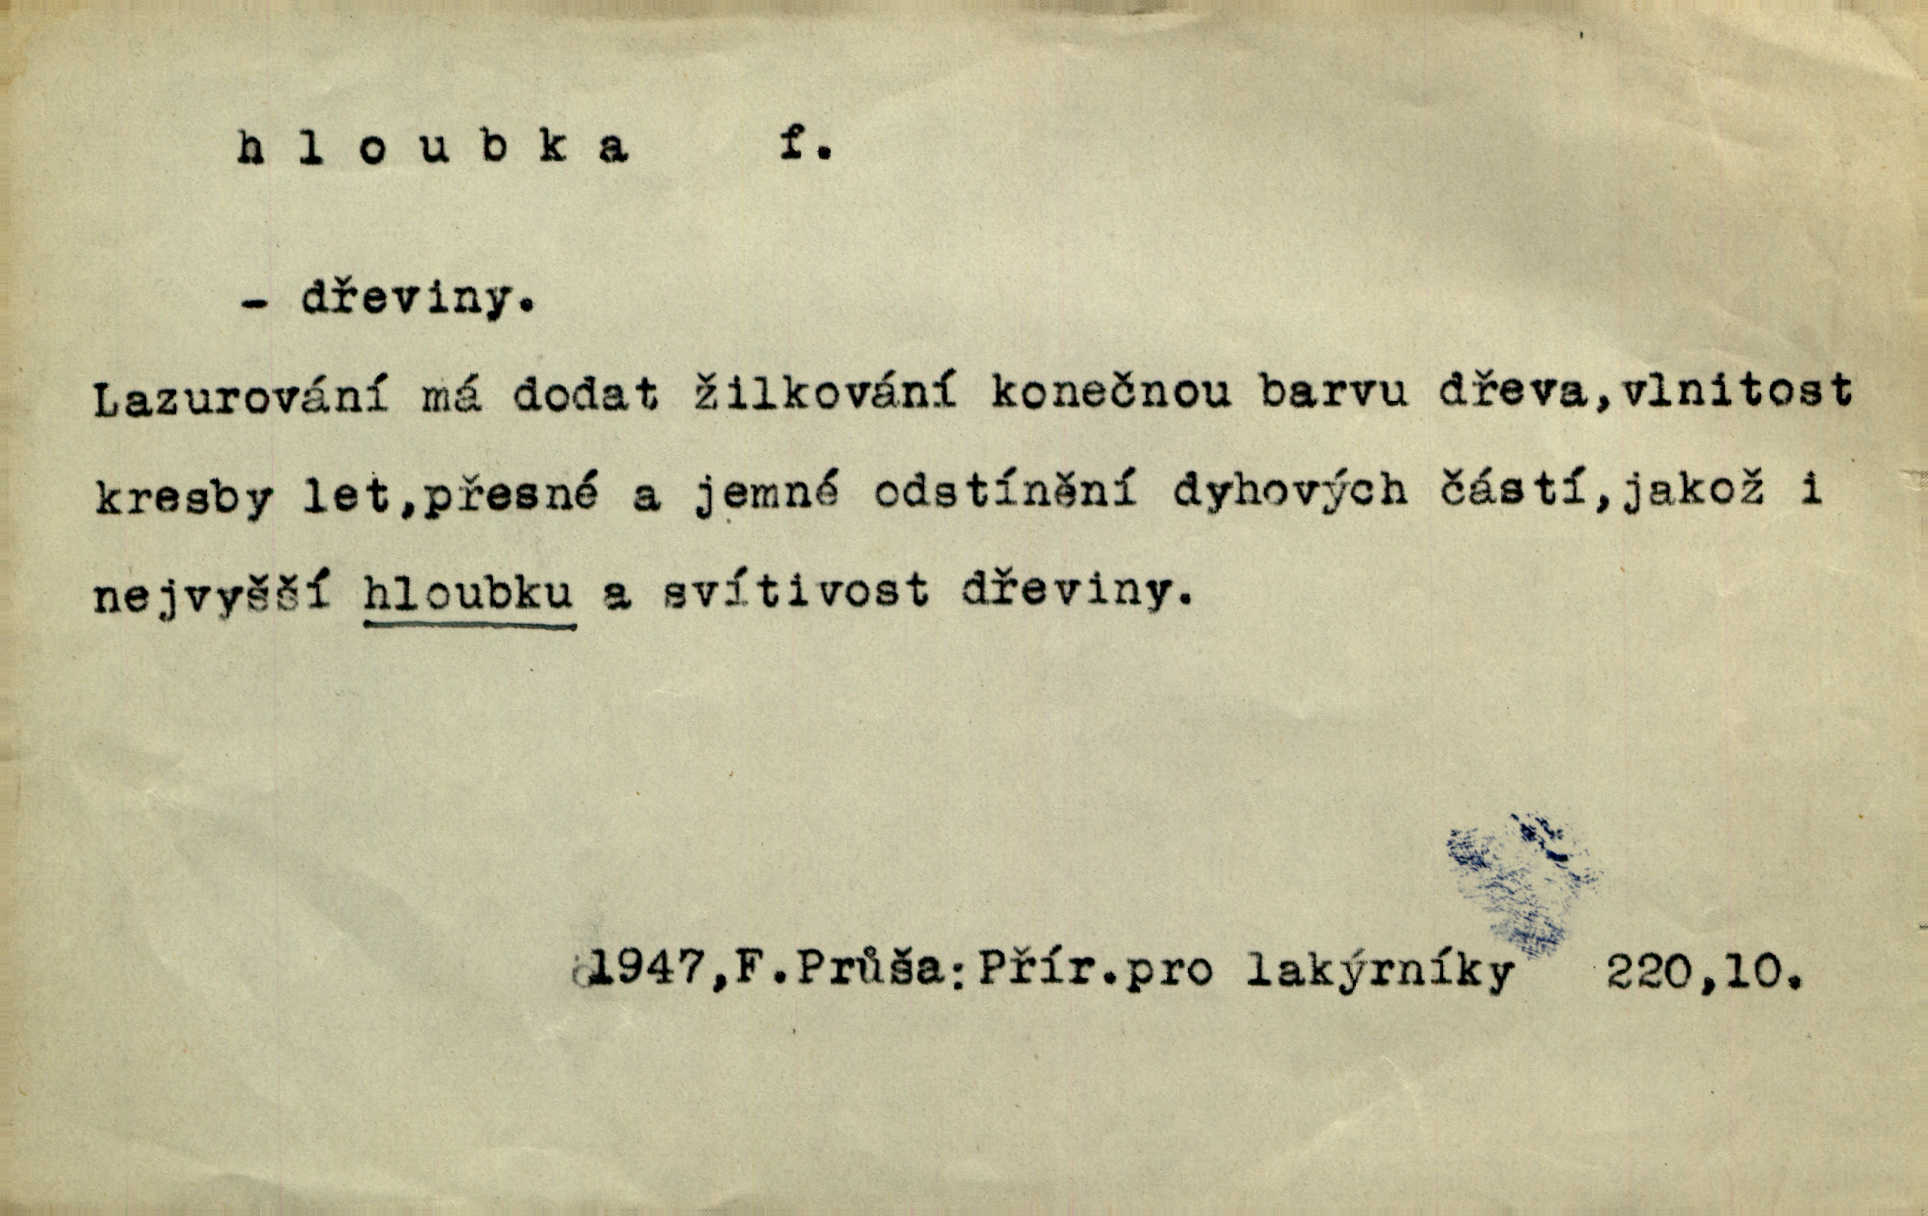 hloubka f.
- dřeviny.
Lazurování má dodat žilkování konečnou barvu dřeva,vlnitost
kresby let,přesné a jemné odstínění dyhových částí,jakož i
nejvyšší hloubku a svítivost dřeviny.
1947,F.Průša:Přír.pro lakýrníky 220,10.